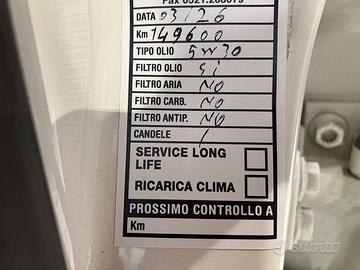 Fax 0521.268079
DATA 03/26
Km 149600
TIPO OLIO 5W30
FILTRO OLIO si
FILTRO ARIA NO
FILTRO CARB. NO
FILTRO ANTIP. NO
CANDELE /
SERVICE LONG
LIFE
RICARICA CLIMA
PROSSIMO CONTROLLO A
Km
subito